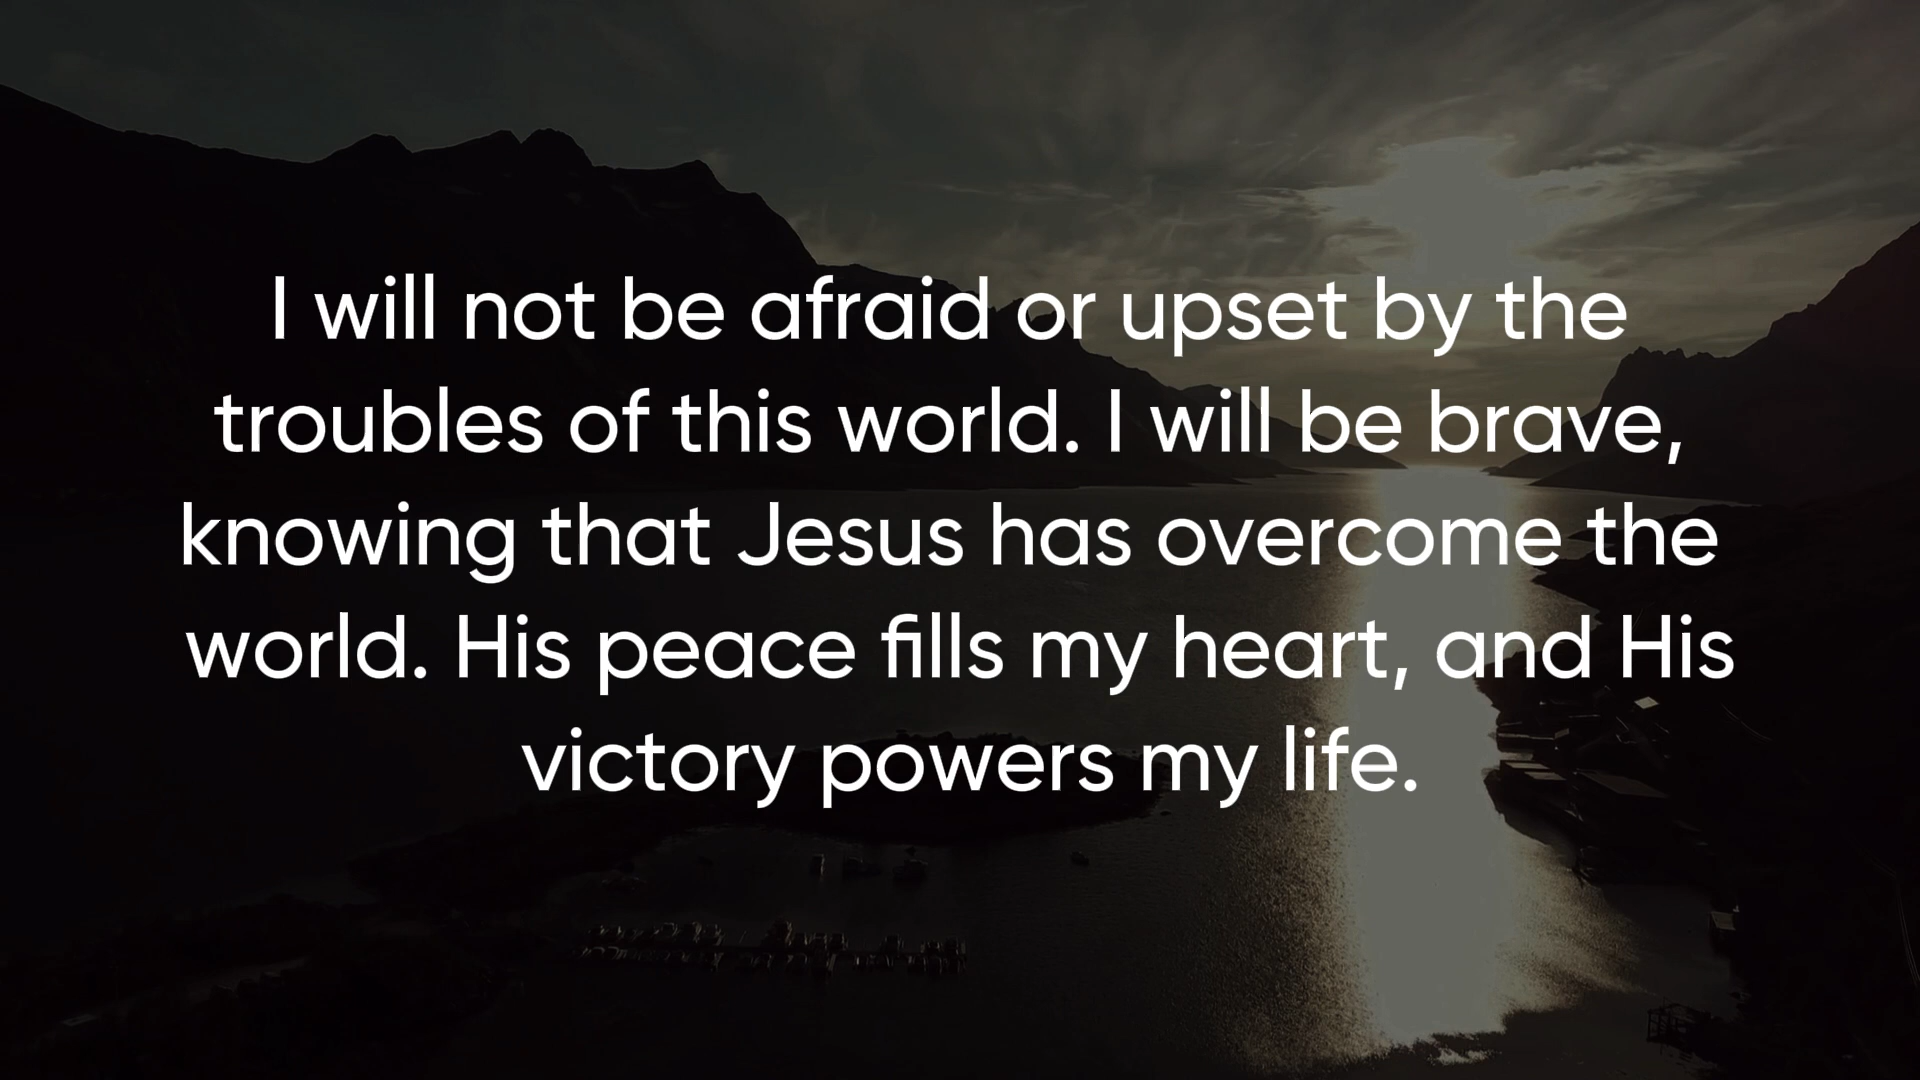 I will not be afraid or upset by the
troubles of this world. I will be brave,
knowing that Jesus has overcome the
world. His peace fills my heart, and His
victory powers my life.